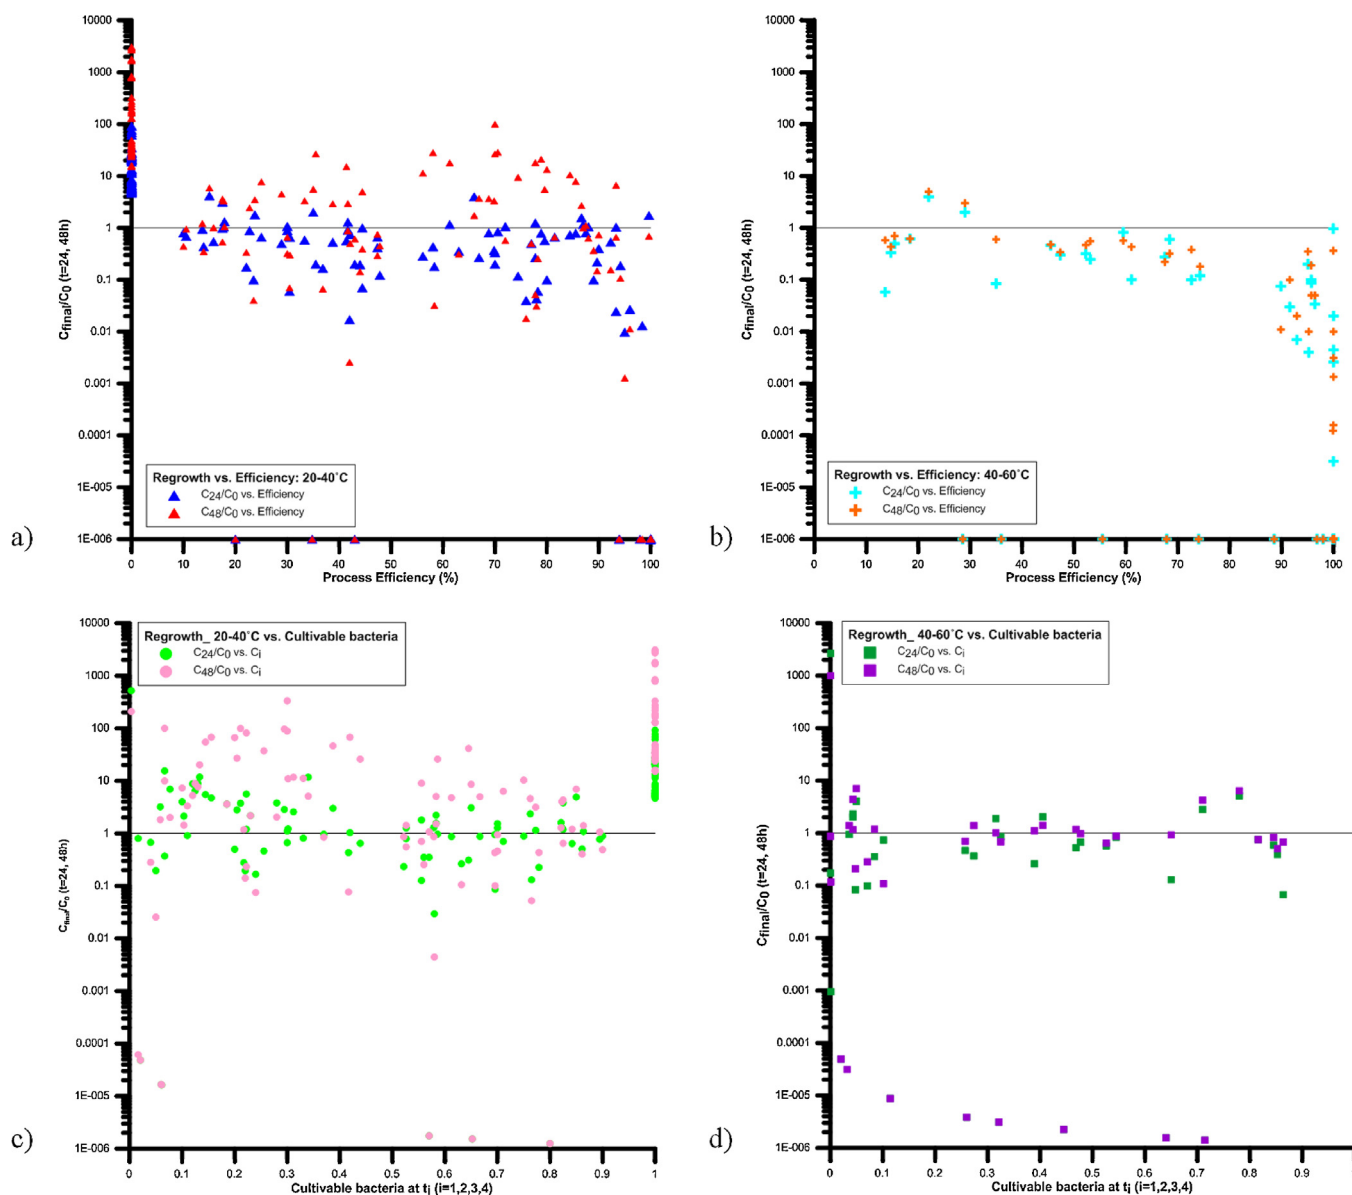 10000
1000
100
10
1
0.1
0.01
0.001
0.0001
1E-005
1E-006
Cfinal/C0 (t=24, 48h)
Regrowth vs. Efficiency: 20-40°C
C24/C0 vs. Efficiency
C48/C0 vs. Efficiency
0 10 20 30 40 50 60 70 80 90 100
Process Efficiency (%)
a)
10000
1000
100
10
1
0.1
0.01
0.001
0.0001
1E-005
1E-006
Cfinal/C0 (t=24, 48h)
Regrowth vs. Efficiency: 40-60°C
C24/C0 vs. Efficiency
C48/C0 vs. Efficiency
0 10 20 30 40 50 60 70 80 90 100
Process Efficiency (%)
b)
10000
1000
100
10
1
0.1
0.01
0.001
0.0001
1E-005
1E-006
Cfinal/C0 (t=24, 48h)
Regrowth_ 20-40°C vs. Cultivable bacteria
C24/C0 vs. Ci
C48/C0 vs. Ci
0 0.1 0.2 0.3 0.4 0.5 0.6 0.7 0.8 0.9 1
Cultivable bacteria at ti (i=1,2,3,4)
c)
10000
1000
100
10
1
0.1
0.01
0.001
0.0001
1E-005
1E-006
Cfinal/C0 (t=24, 48h)
Regrowth_ 40-60°C vs. Cultivable bacteria
C24/C0 vs. Ci
C48/C0 vs. Ci
0 0.1 0.2 0.3 0.4 0.5 0.6 0.7 0.8 0.9 1
Cultivable bacteria at ti (i=1,2,3,4)
d)